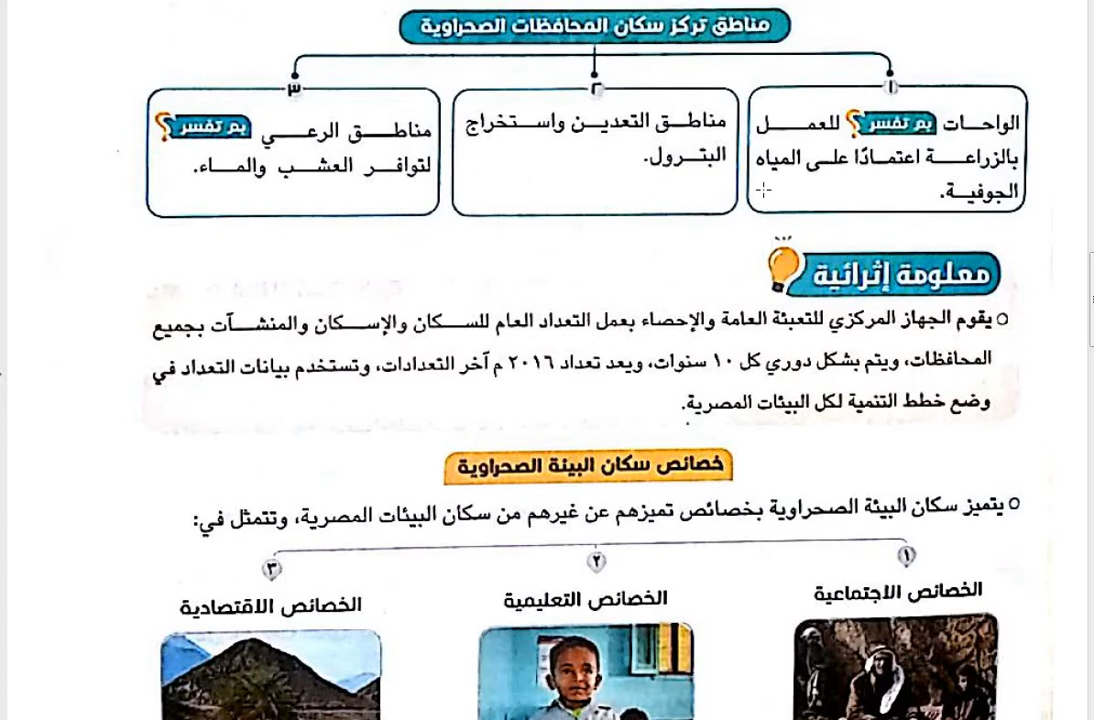 مناطق تركز سكان المحافظات الصحراوية
١
الواحات بم تفسر؟ للعمل
بالزراعة اعتمادًا على المياه
الجوفية.
٢
مناطق التعدين واستخراج
البترول.
٣
مناطق الرعي بم تفسر؟
لتوافر العشب والماء.
معلومة إثرائية
يقوم الجهاز المركزي للتعبئة العامة والإحصاء بعمل التعداد العام للسكان والإسكان والمنشآت بجميع
المحافظات، ويتم بشكل دوري كل ١٠ سنوات، ويعد تعداد ٢٠١٦ م آخر التعدادات، وتستخدم بيانات التعداد في
وضع خطط التنمية لكل البيئات المصرية.
خصائص سكان البيئة الصحراوية
يتميز سكان البيئة الصحراوية بخصائص تميزهم عن غيرهم من سكان البيئات المصرية، وتتمثل في:
١
الخصائص الاجتماعية
٢
الخصائص التعليمية
٣
الخصائص الاقتصادية